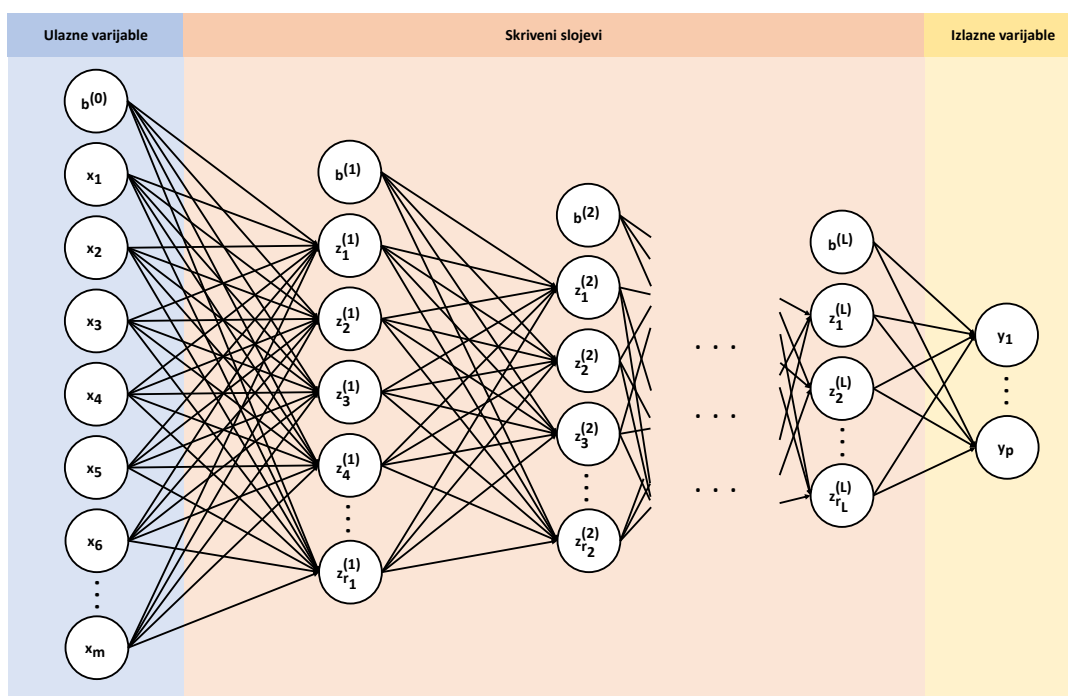 Ulazne varijable
Skriveni slojevi
Izlazne varijable
b(0)
x1
x2
x3
x4
x5
x6
xm
b(1)
z1(1)
z2(1)
z3(1)
z4(1)
zr1(1)
b(2)
z1(2)
z2(2)
z3(2)
zr2(2)
b(L)
z1(L)
z2(L)
zrL(L)
y1
yp